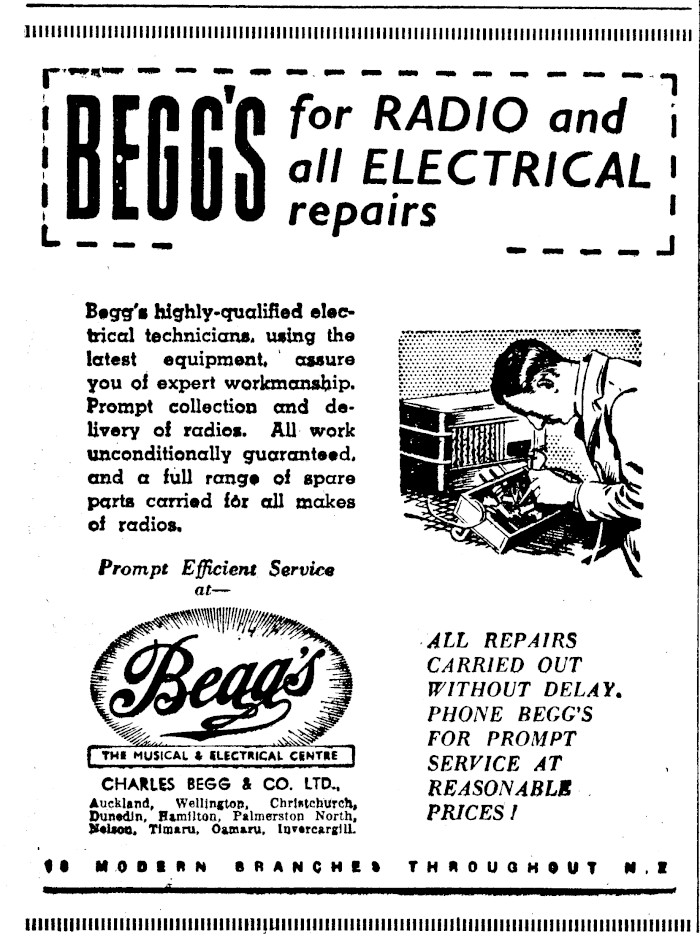 BEGG'S
for RADIO and
all ELECTRICAL
repairs
Begg's highly-qualified elec-
trical technicians, using the
latest equipment, assure
you of expert workmanship.
Prompt collection and de-
livery of radios. All work
unconditionally guaranteed,
and a full range of spare
parts carried for all makes
of radios.
Prompt Efficient Service
at—
Begg's
THE MUSICAL & ELECTRICAL CENTRE
CHARLES BEGG & CO. LTD.,
Auckland, Wellington, Christchurch,
Dunedin, Hamilton, Palmerston North,
Nelson, Timaru, Oamaru, Invercargill.
ALL REPAIRS
CARRIED OUT
WITHOUT DELAY.
PHONE BEGG'S
FOR PROMPT
SERVICE AT
REASONABLE
PRICES!
MODERN BRANCHES THROUGHOUT N.Z